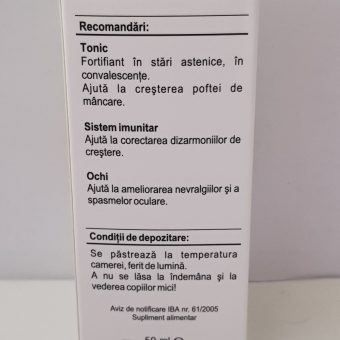 Recomandări:
Tonic
Fortifiant în stări astenice, în
convalescențe.
Ajută la creșterea poftei de
mâncare.
Sistem imunitar
Ajută la corectarea dizarmoniilor de
creștere.
Ochi
Ajută la ameliorarea nevralgiilor și a
spasmelor oculare.
Condiții de depozitare:
Se păstrează la temperatura
camerei, ferit de lumină.
A nu se lăsa la îndemâna și la
vederea copiilor mici!
Aviz de notificare IBA nr. 61/2005
Supliment alimentar
50 ml e